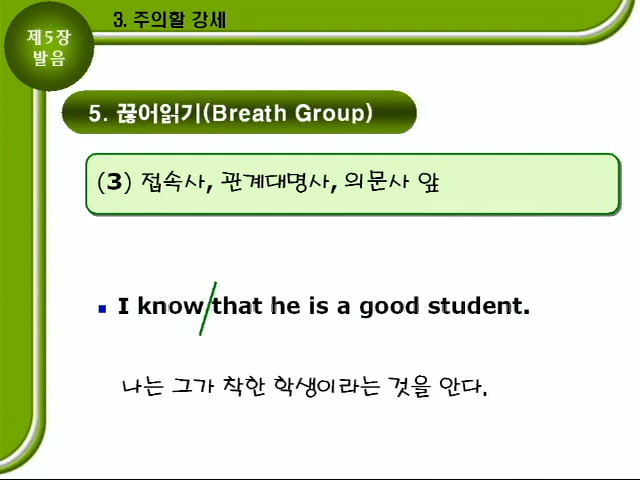 제5장
발음
3. 주의할 강세
5. 끊어읽기(Breath Group)
(3) 접속사, 관계대명사, 의문사 앞
I know/that he is a good student.
나는 그가 착한 학생이라는 것을 안다.